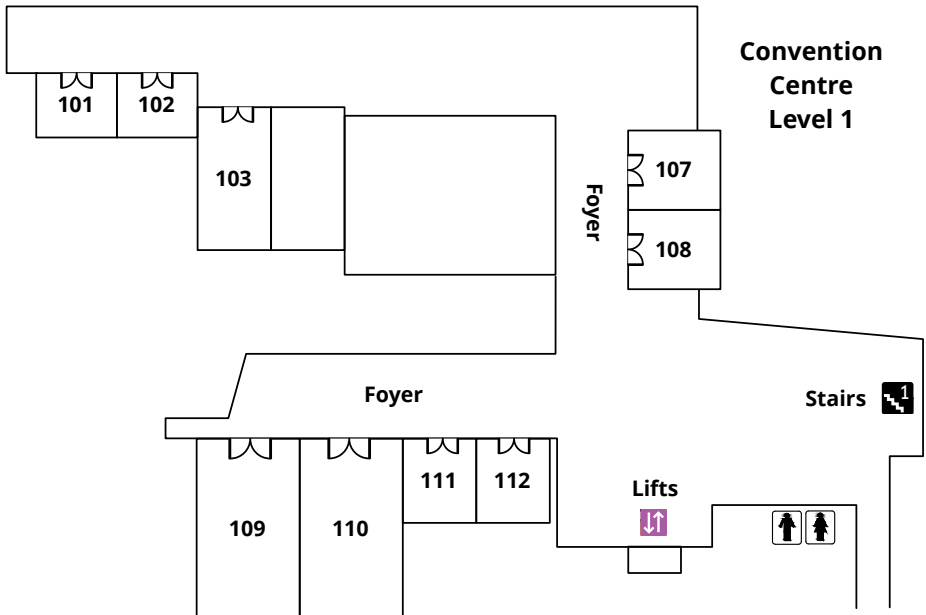 Convention
Centre
Level 1
101
102
103
107
Foyer
108
Foyer
Stairs
1
111
112
Lifts
109
110